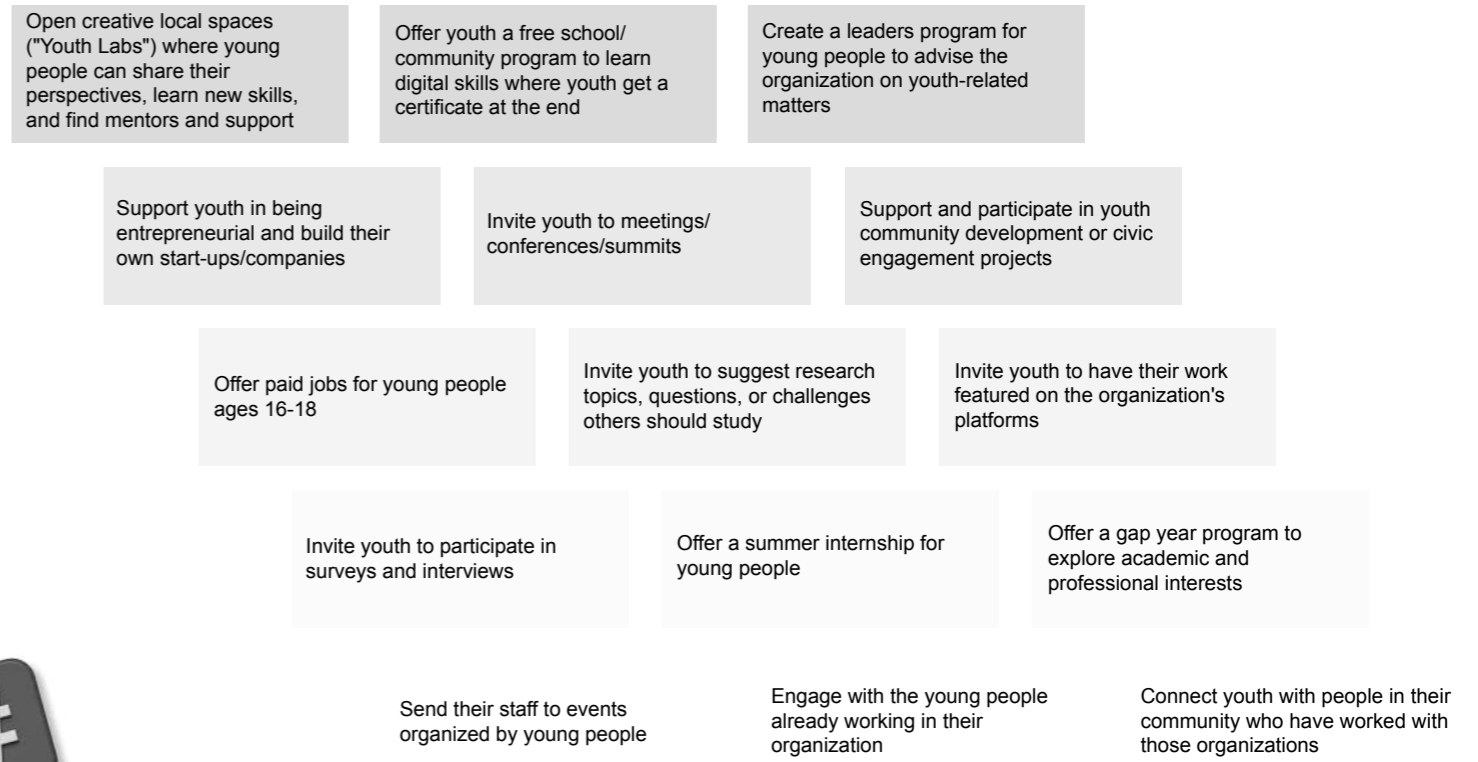 Open creative local spaces
("Youth Labs") where young
people can share their
perspectives, learn new skills,
and find mentors and support
Offer youth a free school/
community program to learn
digital skills where youth get a
certificate at the end
Create a leaders program for
young people to advise the
organization on youth-related
matters
Support youth in being
entrepreneurial and build their
own start-ups/companies
Invite youth to meetings/
conferences/summits
Support and participate in youth
community development or civic
engagement projects
Offer paid jobs for young people
ages 16-18
Invite youth to suggest research
topics, questions, or challenges
others should study
Invite youth to have their work
featured on the organization's
platforms
Invite youth to participate in
surveys and interviews
Offer a summer internship for
young people
Offer a gap year program to
explore academic and
professional interests
Send their staff to events
organized by young people
Engage with the young people
already working in their
organization
Connect youth with people in their
community who have worked with
those organizations